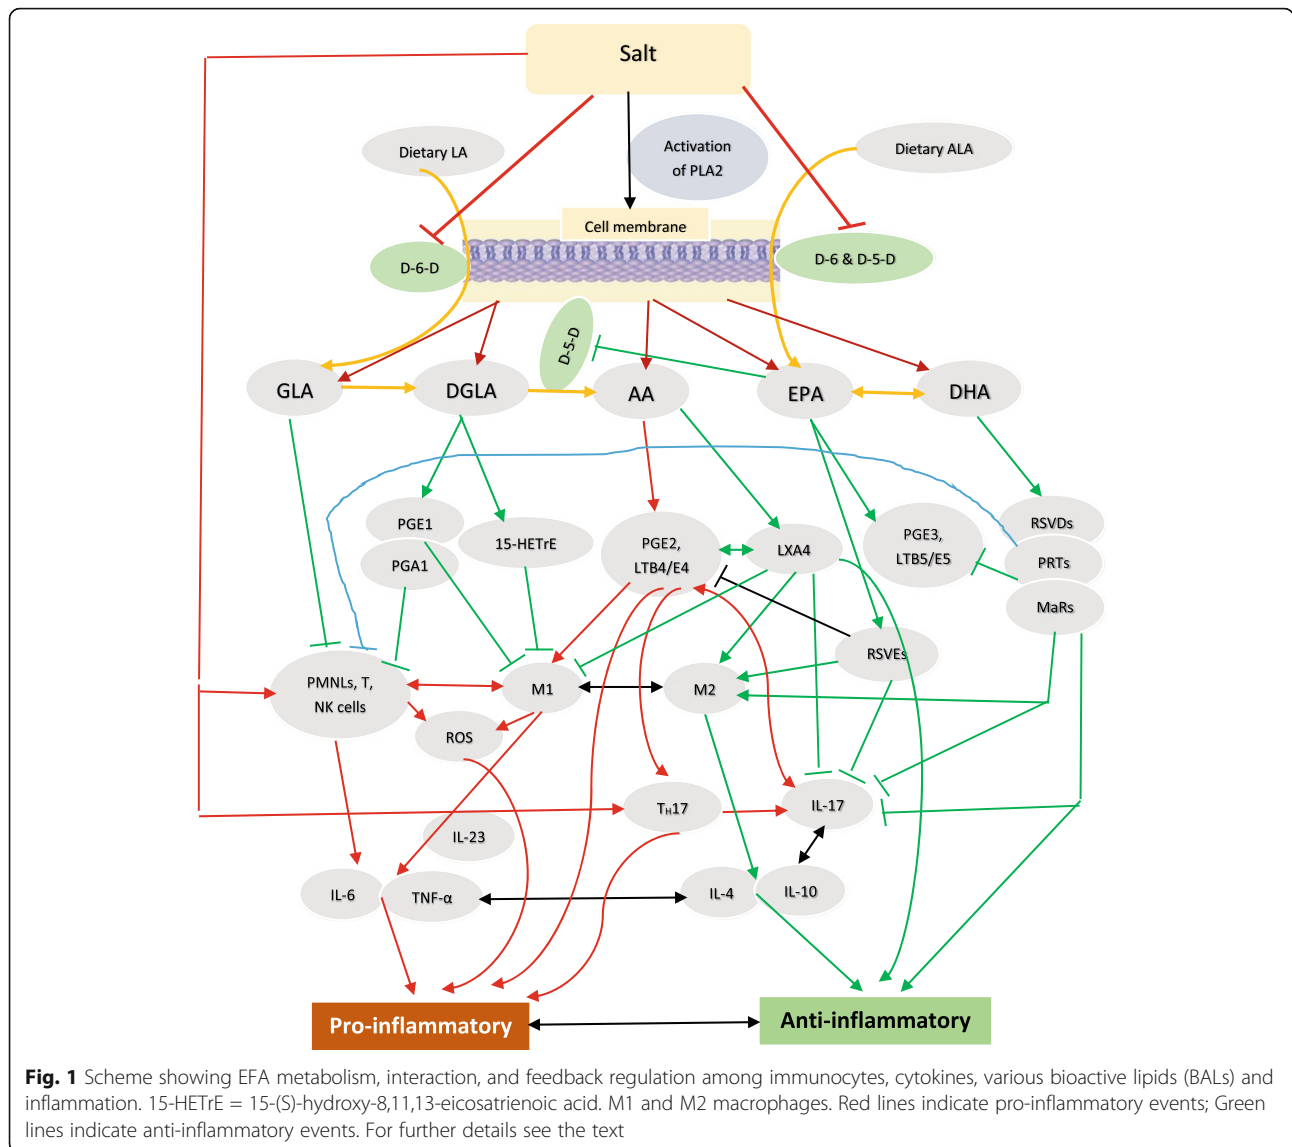 Salt
Dietary LA
Activation
of PLA2
Dietary ALA
Cell membrane
D-6-D
D-6 & D-5-D
D-5-D
GLA
DGLA
AA
EPA
DHA
PGE1
PGA1
15-HETrE
PGE2,
LTB4/E4
LXA4
PGE3,
LTB5/E5
RSVDs
PRTs
MaRs
RSVEs
PMNLs, T,
NK cells
M1
M2
ROS
TH17
IL-17
IL-23
IL-6
TNF-α
IL-4
IL-10
Pro-inflammatory
Anti-inflammatory
Fig. 1 Scheme showing EFA metabolism, interaction, and feedback regulation among immunocytes, cytokines, various bioactive lipids (BALs) and
inflammation. 15-HETrE = 15-(S)-hydroxy-8,11,13-eicosatrienoic acid. M1 and M2 macrophages. Red lines indicate pro-inflammatory events; Green
lines indicate anti-inflammatory events. For further details see the text